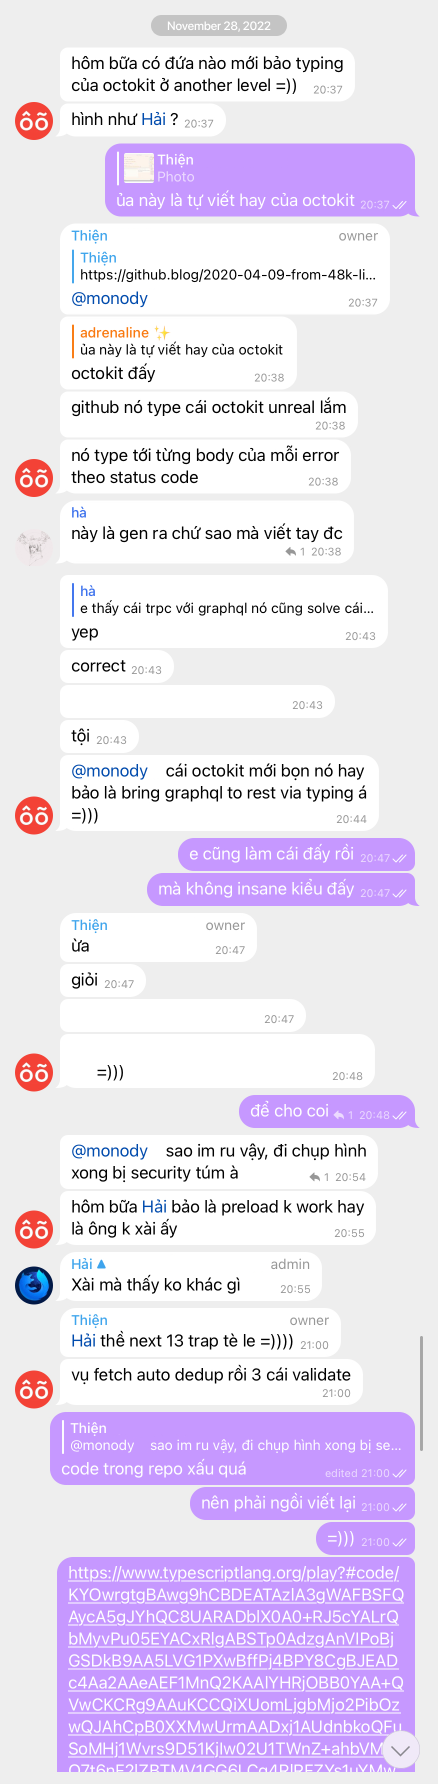 November 28, 2022
hôm bữa có đứa nào mới bảo typing
của octokit ở another level =)) 20:37
hình như Hải ? 20:37
ôõ
Thiện
Photo
ủa này là tự viết hay của octokit 20:37
Thiện owner
Thiện
https://github.blog/2020-04-09-from-48k-li...
@monody 20:37
adrenaline ✨
ủa này là tự viết hay của octokit
octokit đấy 20:38
github nó type cái octokit unreal lắm
20:38
nó type tới từng body của mỗi error
theo status code 20:38
ôõ
hà
này là gen ra chứ sao mà viết tay đc
1 20:38
hà
e thấy cái trpc với graphql nó cũng solve cái...
yep 20:43
correct 20:43
20:43
tội 20:43
@monody cái octokit mới bọn nó hay
bảo là bring graphql to rest via typing á
=))) 20:44
ôõ
e cũng làm cái đấy rồi 20:47
mà không insane kiểu đấy 20:47
Thiện owner
ừa 20:47
giỏi 20:47
20:47
=))) 20:48
ôõ
để cho coi 1 20:48
@monody sao im ru vậy, đi chụp hình
xong bị security túm à 1 20:54
hôm bữa Hải bảo là preload k work hay
là ông k xài ấy 20:55
ôõ
Hải admin
Xài mà thấy ko khác gì 20:55
Thiện owner
Hải thề next 13 trap tè le =)))) 21:00
vụ fetch auto dedup rồi 3 cái validate
21:00
ôõ
Thiện
@monody sao im ru vậy, đi chụp hình xong bị se...
code trong repo xấu quá edited 21:00
nên phải ngồi viết lại 21:00
=))) 21:00
https://www.typescriptlang.org/play?#code/